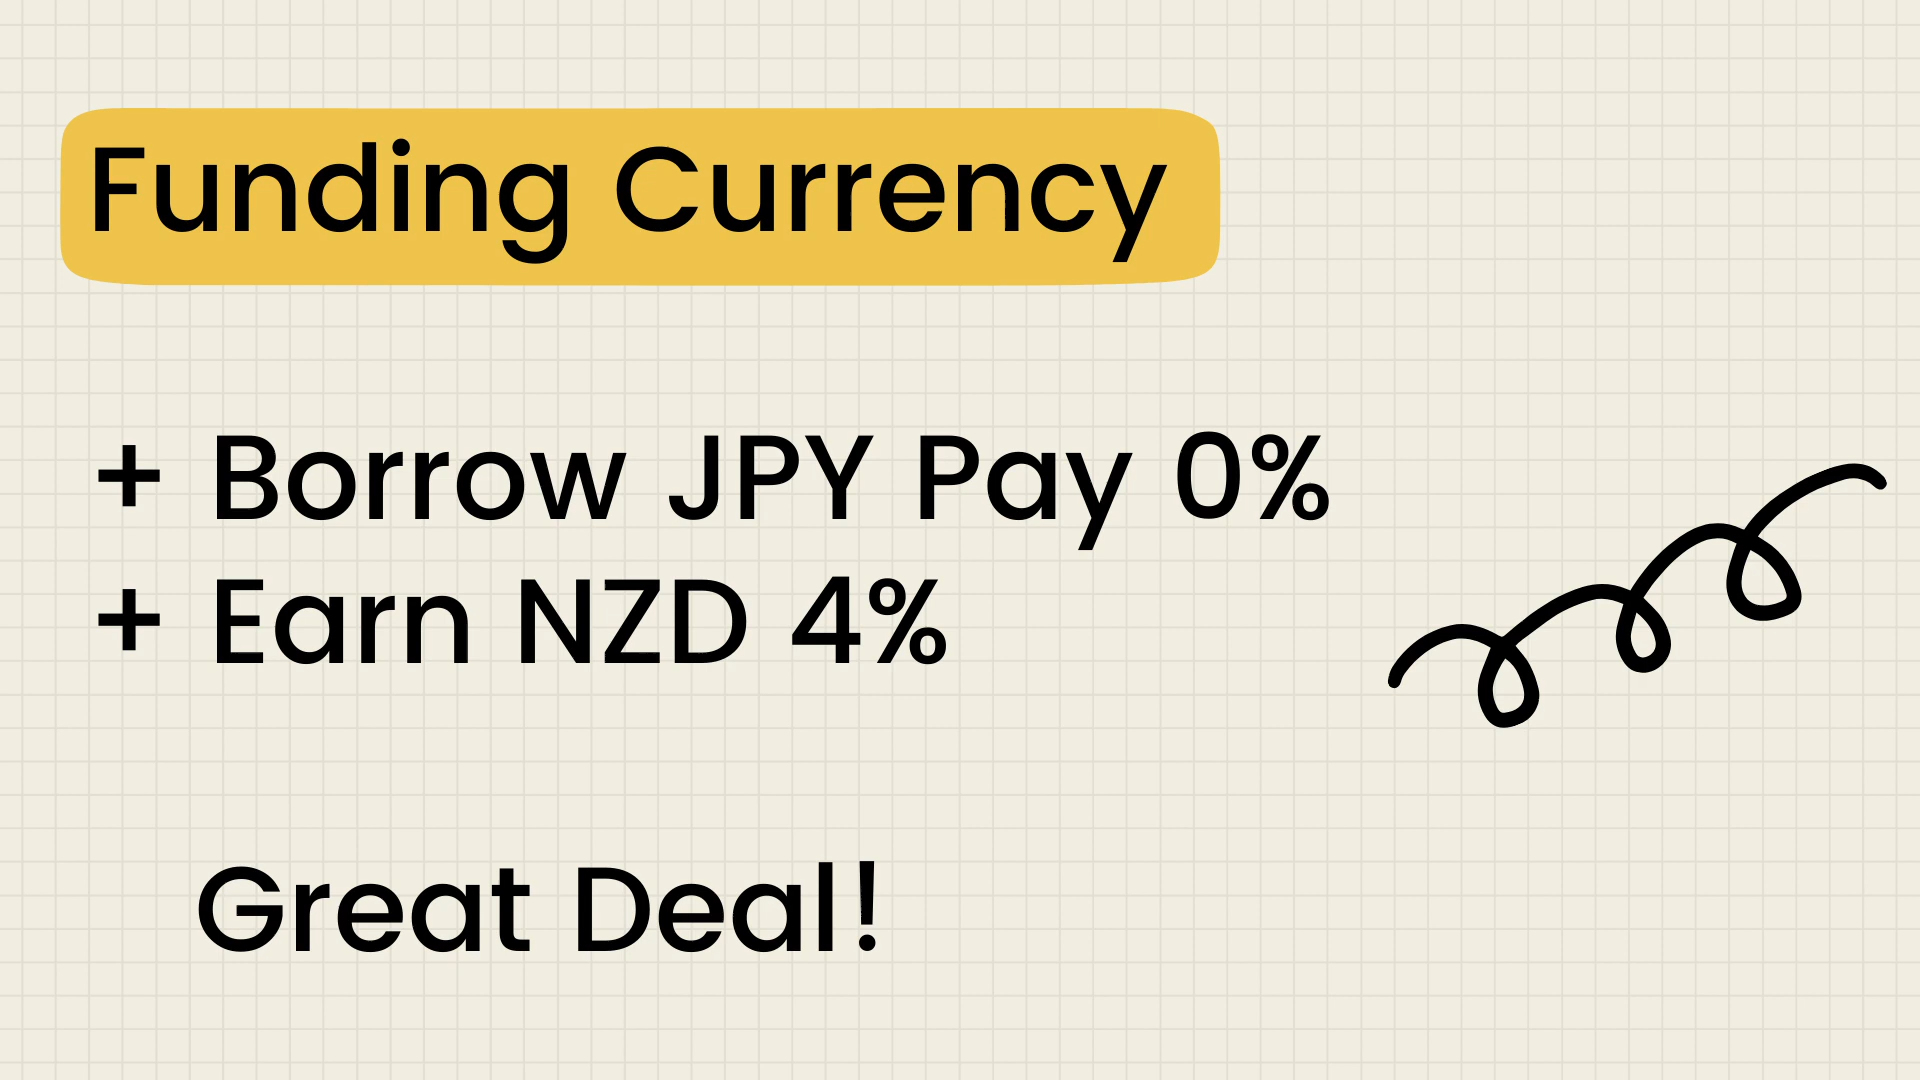 Funding Currency
+ Borrow JPY Pay 0%
+ Earn NZD 4%
Great Deal!